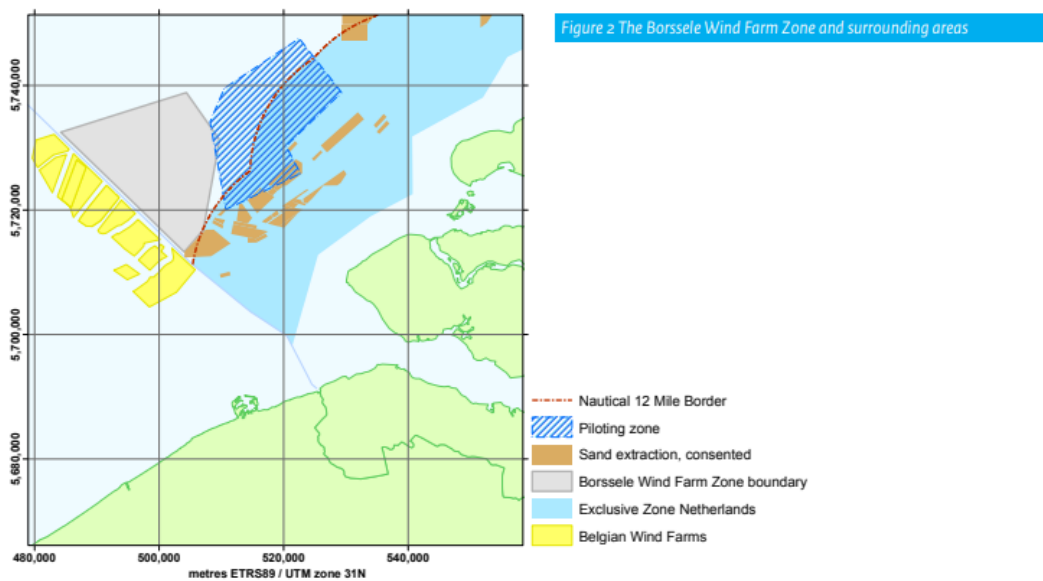 Figure 2 The Borssele Wind Farm Zone and surrounding areas
5,740,000
5,720,000
5,700,000
5,680,000
480,000 500,000 520,000 540,000
metres ETRS89 / UTM zone 31N
Nautical 12 Mile Border
Piloting zone
Sand extraction, consented
Borssele Wind Farm Zone boundary
Exclusive Zone Netherlands
Belgian Wind Farms